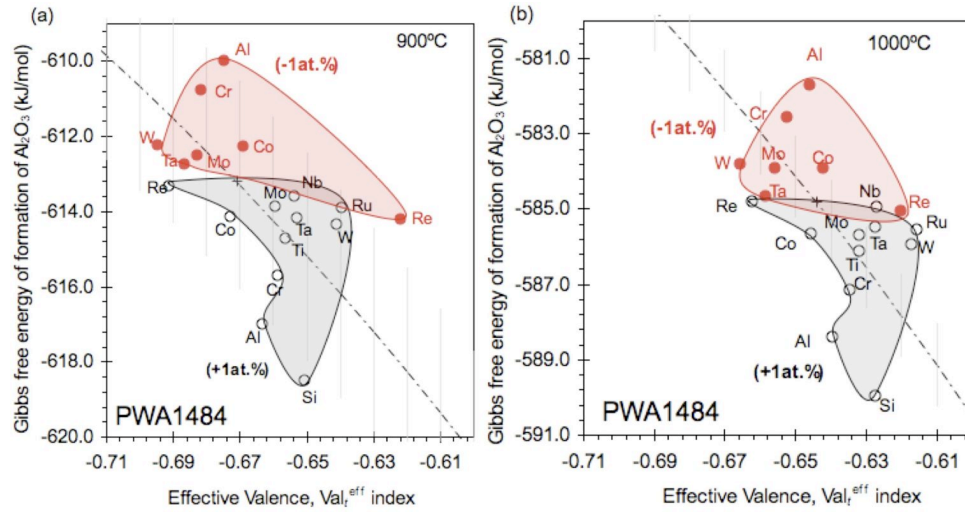 (a)
900ºC
Gibbs free energy of formation of Al₂O₃ (kJ/mol)
-610.0
-612.0
-614.0
-616.0
-618.0
-620.0
Al
(-1at.%)
Cr
W
Co
Ta
Mo
Re
Re
Mo
Nb
Ru
Co
Ta
W
Ti
Cr
Al
(+1at.%)
Si
PWA1484
-0.71
-0.69
-0.67
-0.65
-0.63
-0.61
Effective Valence, Valₜᵉᶠᶠ index
(b)
1000ºC
Gibbs free energy of formation of Al₂O₃ (kJ/mol)
-581.0
-583.0
-585.0
-587.0
-589.0
-591.0
Al
Cr
(-1at.%)
W
Mo
Co
Ta
Re
Re
Nb
Mo
Ru
Co
Ta
W
Ti
Cr
Al
(+1at.%)
Si
PWA1484
-0.71
-0.69
-0.67
-0.65
-0.63
-0.61
Effective Valence, Valₜᵉᶠᶠ index